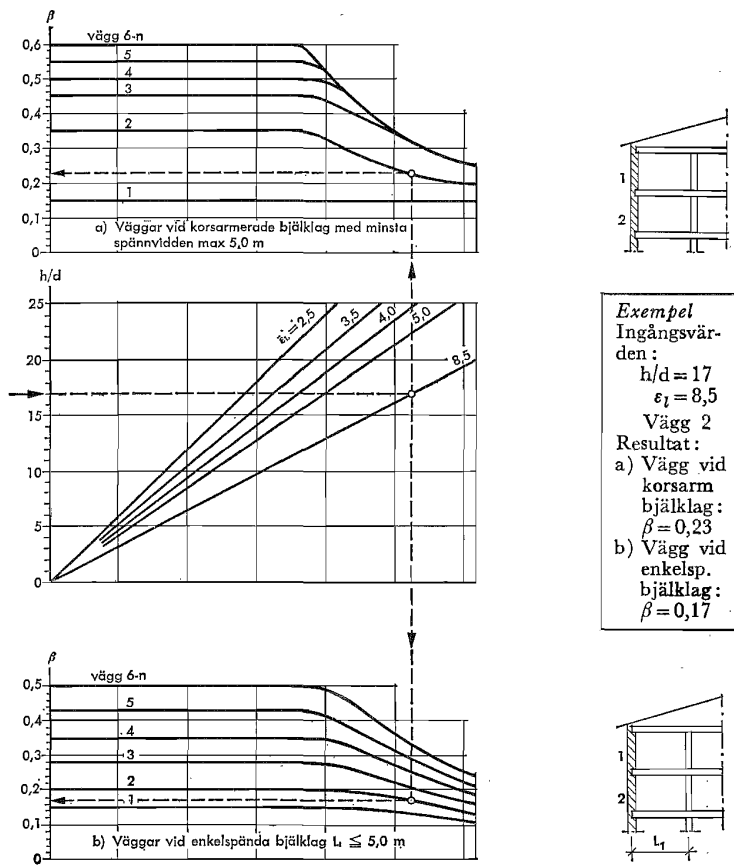 β
vägg 6-n
0,6
5
0,5
4
3
0,4
2
0,3
0,2
1
0,1
a) Väggar vid korsarmerade bjälklag med minsta
spännvidden max 5,0 m
0
h/d
25
20
15
10
5
0
2,5
3,5
4,0
5,0
8,5
β
vägg 6-n
0,5
5
0,4
4
0,3
3
2
0,2
1
0,1
b) Väggar vid enkelspända bjälklag L₁ ≦ 5,0 m
0
1
2
Exempel
Ingångsvär-
den:
h/d = 17
εₗ = 8,5
Vägg 2
Resultat:
a) Vägg vid
korsarm
bjälklag:
β = 0,23
b) Vägg vid
enkelsp.
bjälklag:
β = 0,17
1
2
L₁